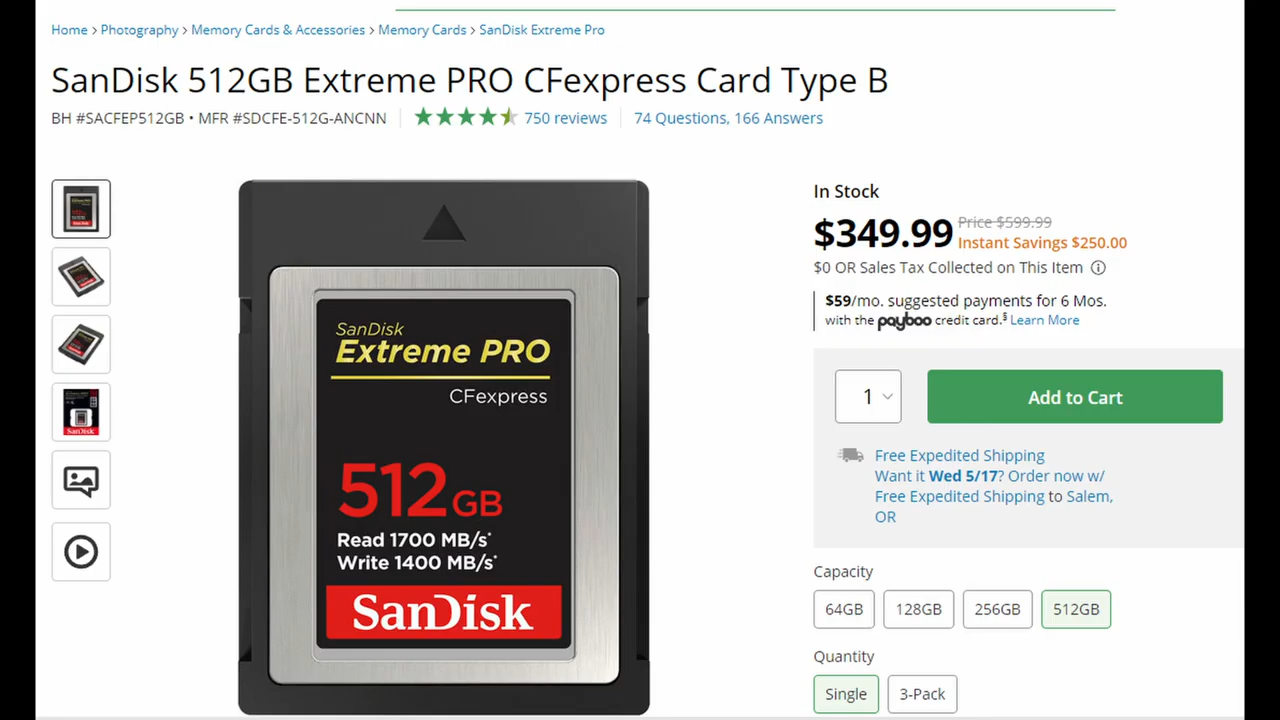 Home > Photography > Memory Cards & Accessories > Memory Cards > SanDisk Extreme Pro
SanDisk 512GB Extreme PRO CFexpress Card Type B
BH #SACFEP512GB • MFR #SDCFE-512G-ANCNN
750 reviews
74 Questions, 166 Answers
SanDisk
Extreme PRO
CFexpress
512 GB
Read 1700 MB/s*
Write 1400 MB/s*
SanDisk
In Stock
$349.99
Price $599.99
Instant Savings $250.00
$0 OR Sales Tax Collected on This Item
$59/mo. suggested payments for 6 Mos.
with the payboo credit card.§ Learn More
1
Add to Cart
Free Expedited Shipping
Want it Wed 5/17? Order now w/
Free Expedited Shipping to Salem,
OR
Capacity
64GB
128GB
256GB
512GB
Quantity
Single
3-Pack